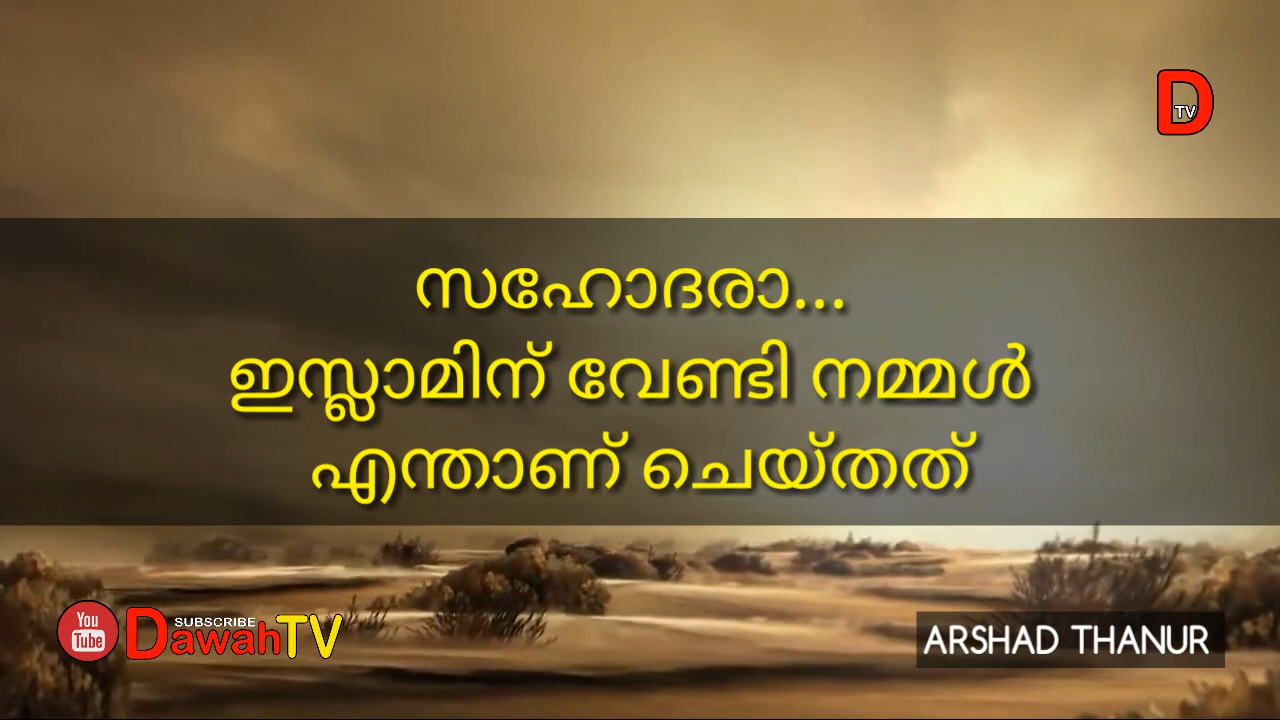 D
TV
സഹോദരാ...
ഇസ്ലാമിന് വേണ്ടി നമ്മൾ
എന്താണ് ചെയ്തത്
You
Tube
SUBSCRIBE
DawahTV
ARSHAD THANUR